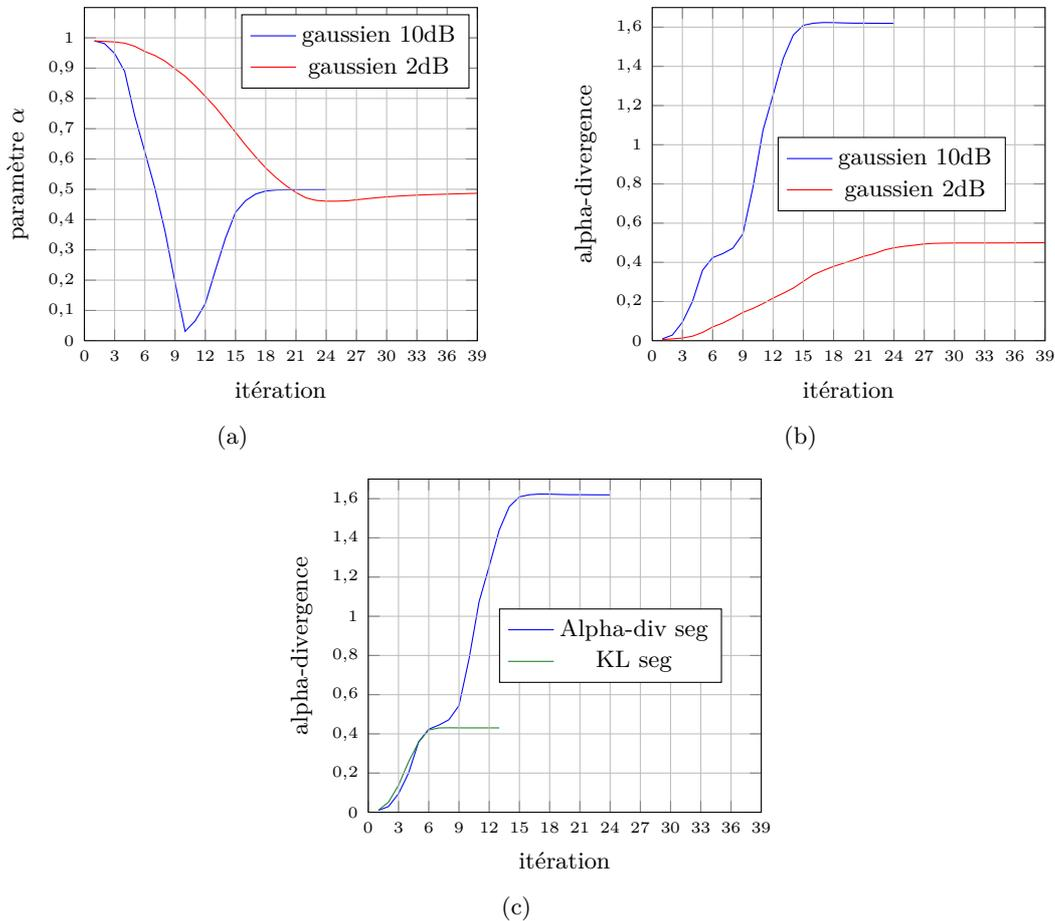 paramètre α
1
0,9
0,8
0,7
0,6
0,5
0,4
0,3
0,2
0,1
0
0 3 6 9 12 15 18 21 24 27 30 33 36 39
itération
gaussien 10dB
gaussien 2dB
(a)
alpha-divergence
1,6
1,4
1,2
1
0,8
0,6
0,4
0,2
0
0 3 6 9 12 15 18 21 24 27 30 33 36 39
itération
gaussien 10dB
gaussien 2dB
(b)
alpha-divergence
1,6
1,4
1,2
1
0,8
0,6
0,4
0,2
0
0 3 6 9 12 15 18 21 24 27 30 33 36 39
itération
Alpha-div seg
KL seg
(c)